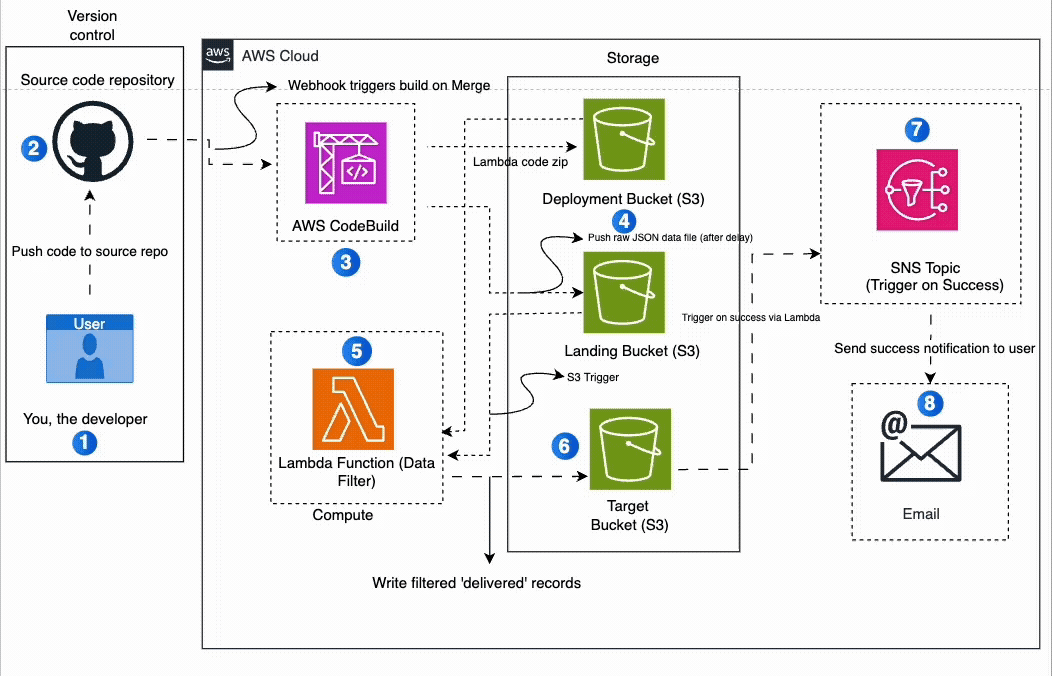 Version
control
Source code repository
2
Push code to source repo
User
You, the developer
1
aws
AWS Cloud
Webhook triggers build on Merge
</>
AWS CodeBuild
3
Storage
Lambda code zip
Deployment Bucket (S3)
4
Push raw JSON data file (after delay)
Landing Bucket (S3)
Trigger on success via Lambda
S3 Trigger
5
Lambda Function (Data
Filter)
Compute
6
Target
Bucket (S3)
Write filtered 'delivered' records
7
SNS Topic
(Trigger on Success)
Send success notification to user
8
@
Email